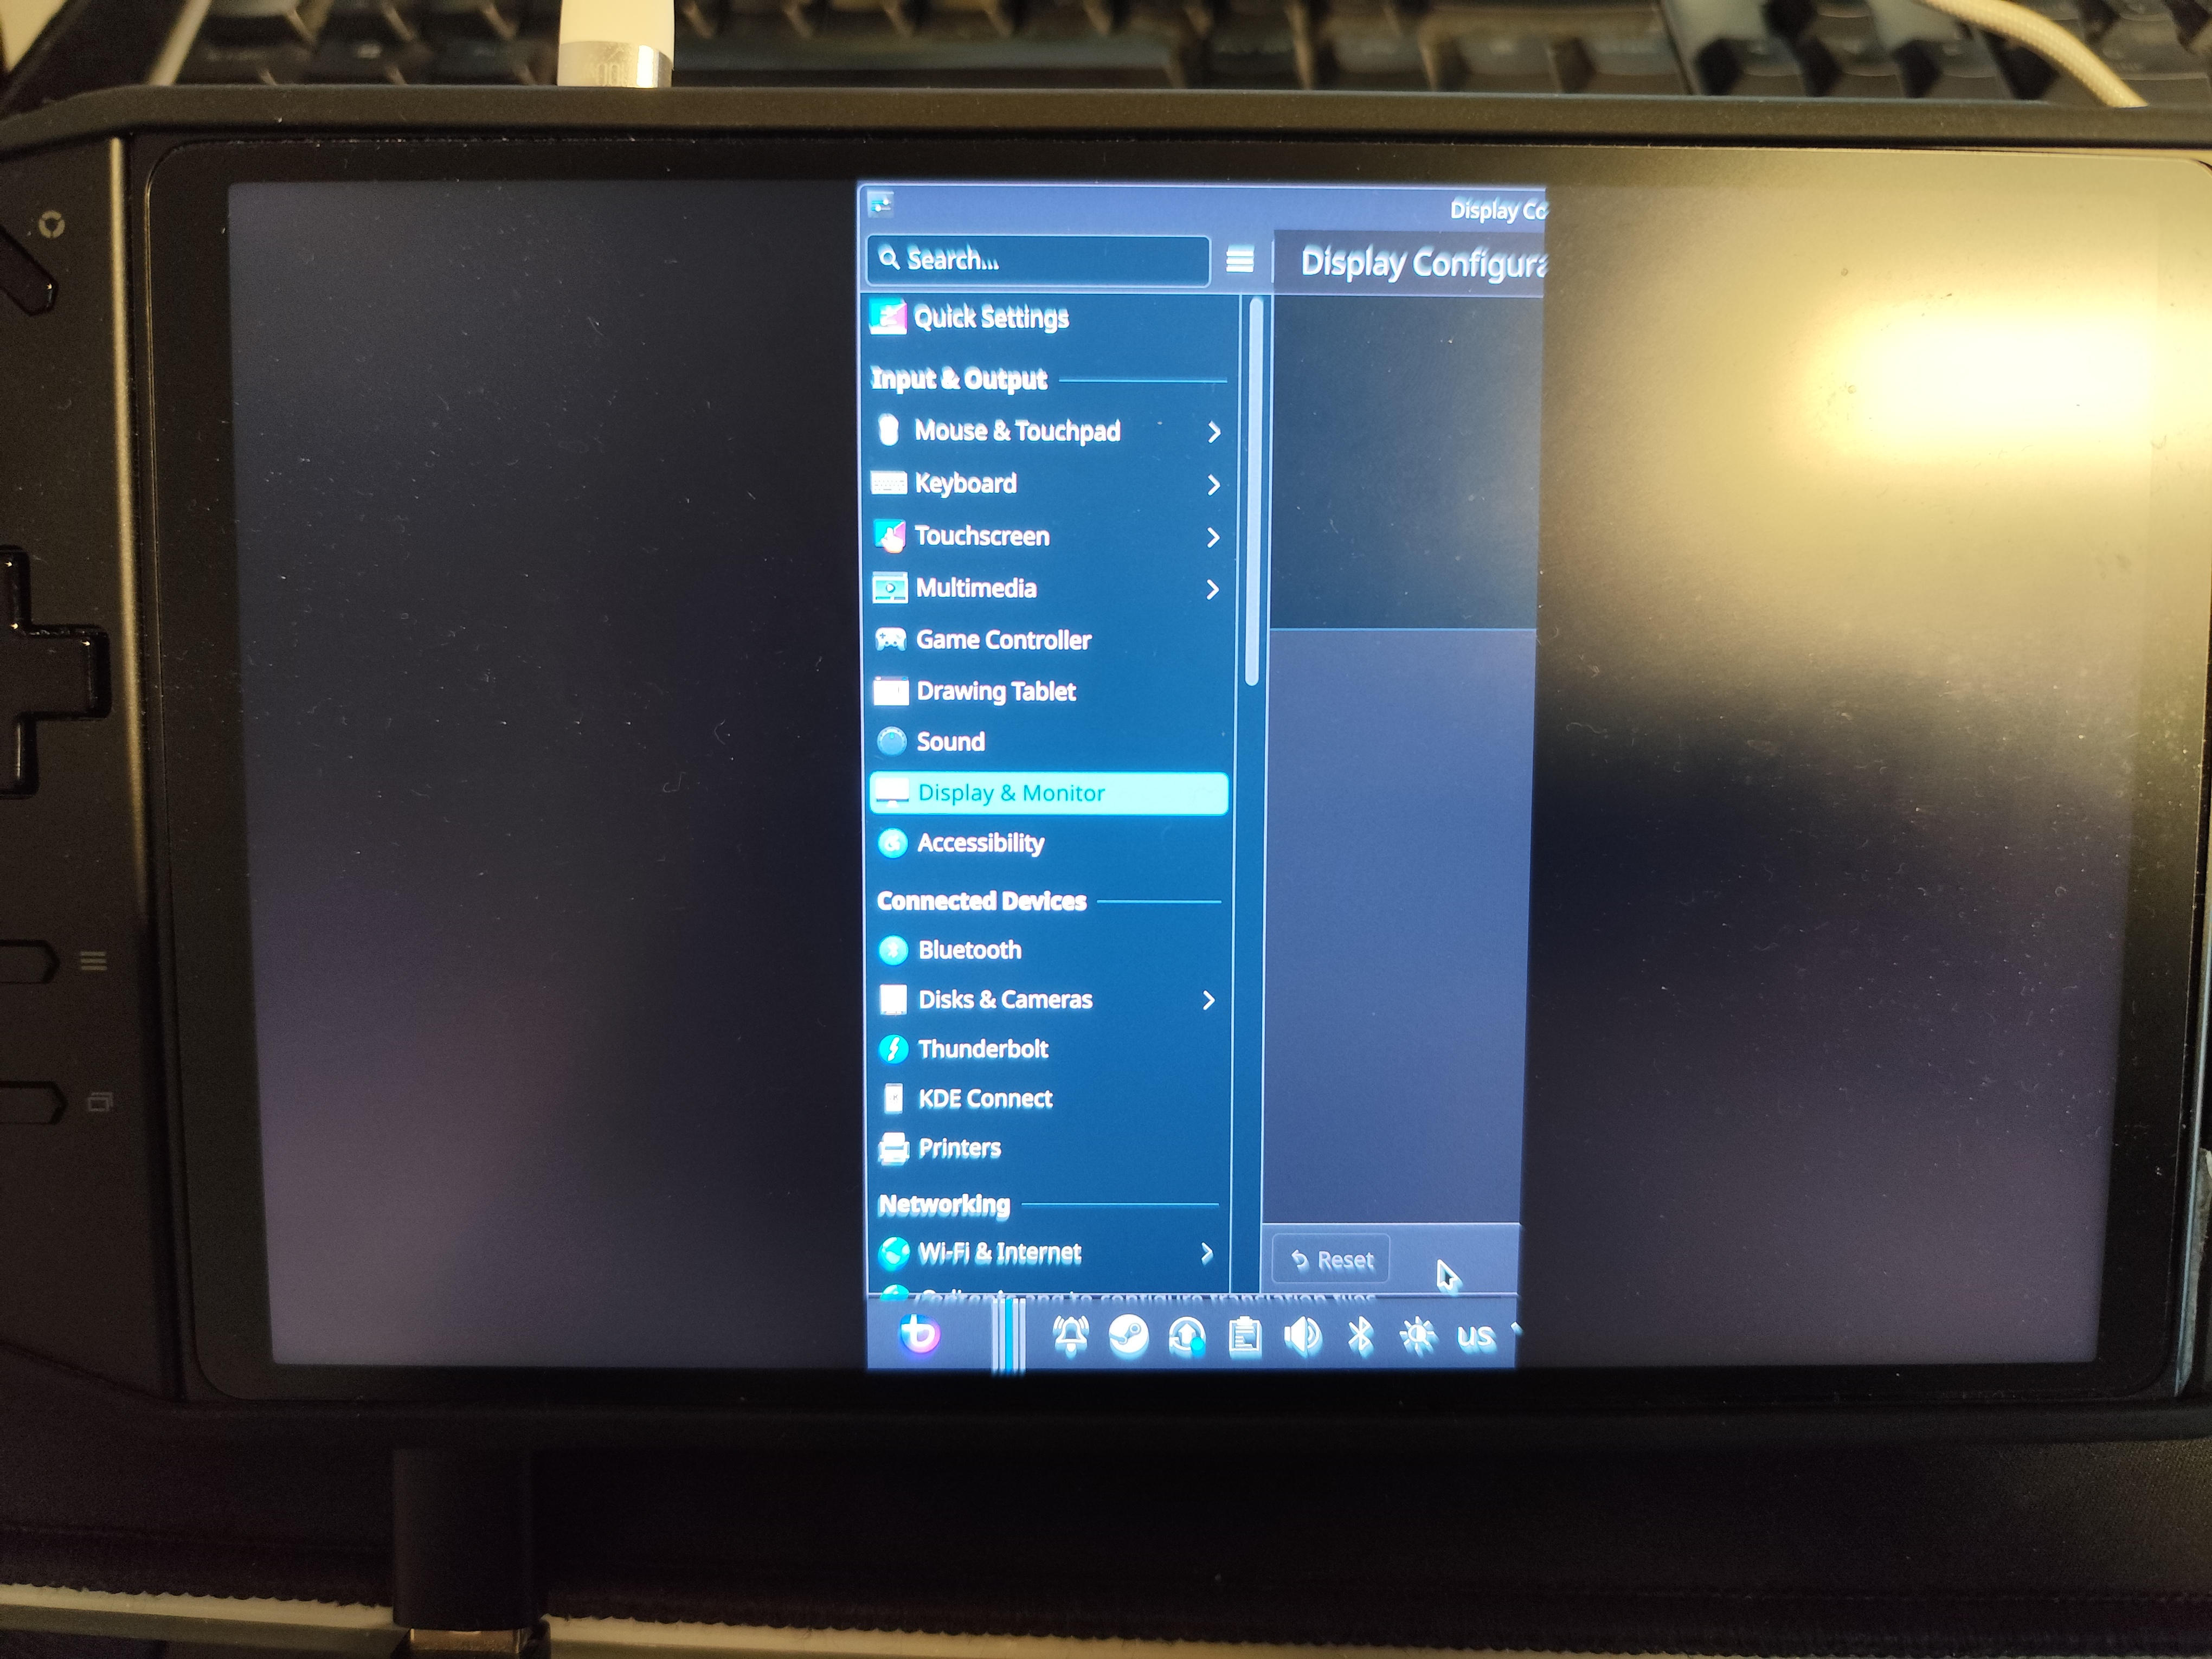 Display Co
Search...
Display Configura
Quick Settings
Input & Output
Mouse & Touchpad
Keyboard
Touchscreen
Multimedia
Game Controller
Drawing Tablet
Sound
Display & Monitor
Accessibility
Connected Devices
Bluetooth
Disks & Cameras
Thunderbolt
KDE Connect
Printers
Networking
Wi-Fi & Internet
Reset
us